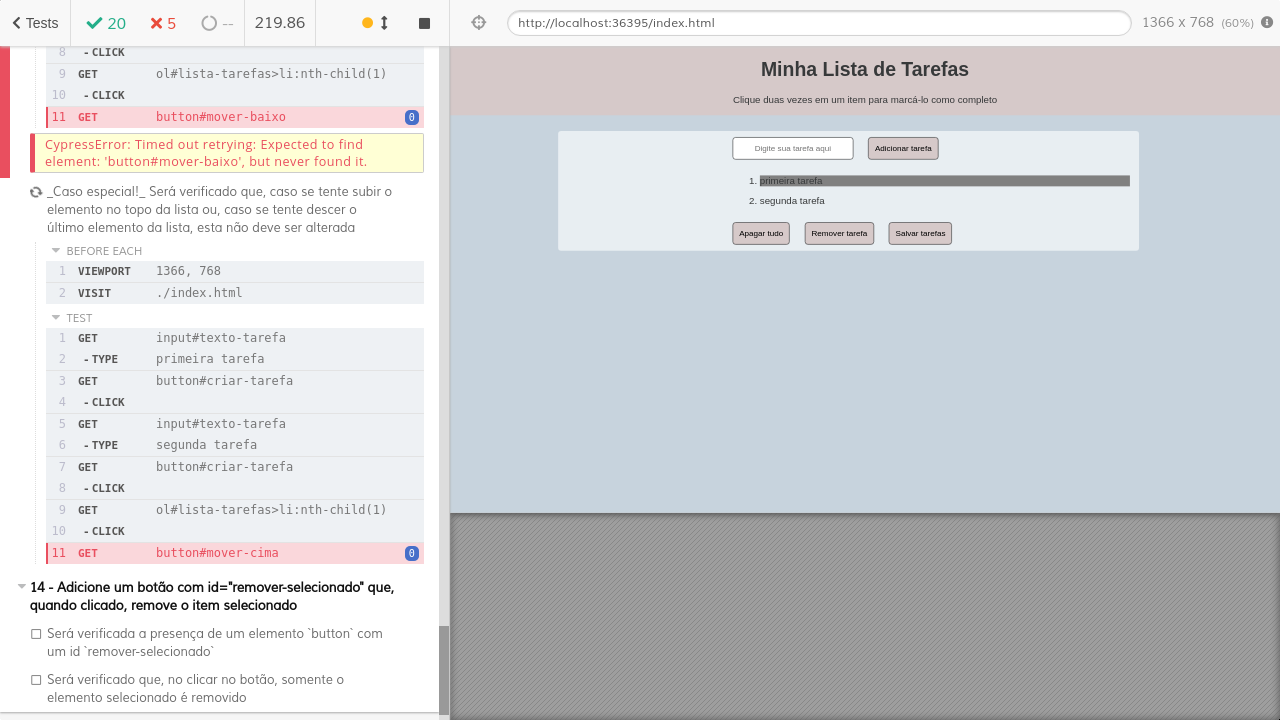 Tests
20
5
--
219.86
http://localhost:36395/index.html
1366 x 768 (60%)
8 - CLICK
9 GET ol#lista-tarefas>li:nth-child(1)
10 - CLICK
11 GET button#mover-baixo 0
CypressError: Timed out retrying: Expected to find
element: 'button#mover-baixo', but never found it.
_Caso especial!_ Será verificado que, caso se tente subir o
elemento no topo da lista ou, caso se tente descer o
último elemento da lista, esta não deve ser alterada
BEFORE EACH
1 VIEWPORT 1366, 768
2 VISIT ./index.html
TEST
1 GET input#texto-tarefa
2 - TYPE primeira tarefa
3 GET button#criar-tarefa
4 - CLICK
5 GET input#texto-tarefa
6 - TYPE segunda tarefa
7 GET button#criar-tarefa
8 - CLICK
9 GET ol#lista-tarefas>li:nth-child(1)
10 - CLICK
11 GET button#mover-cima 0
14 - Adicione um botão com id="remover-selecionado" que,
quando clicado, remove o item selecionado
Será verificada a presença de um elemento `button` com
um id `remover-selecionado`
Será verificado que, no clicar no botão, somente o
elemento selecionado é removido
Minha Lista de Tarefas
Clique duas vezes em um item para marcá-lo como completo
Digite sua tarefa aqui
Adicionar tarefa
1. primeira tarefa
2. segunda tarefa
Apagar tudo
Remover tarefa
Salvar tarefas